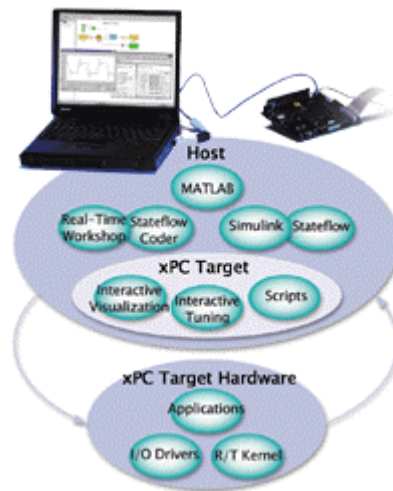 Host
MATLAB
Real-Time
Workshop
Stateflow
Coder
Simulink
Stateflow
xPC Target
Interactive
Visualization
Interactive
Tuning
Scripts
xPC Target Hardware
Applications
I/O Drivers
R/T Kernel